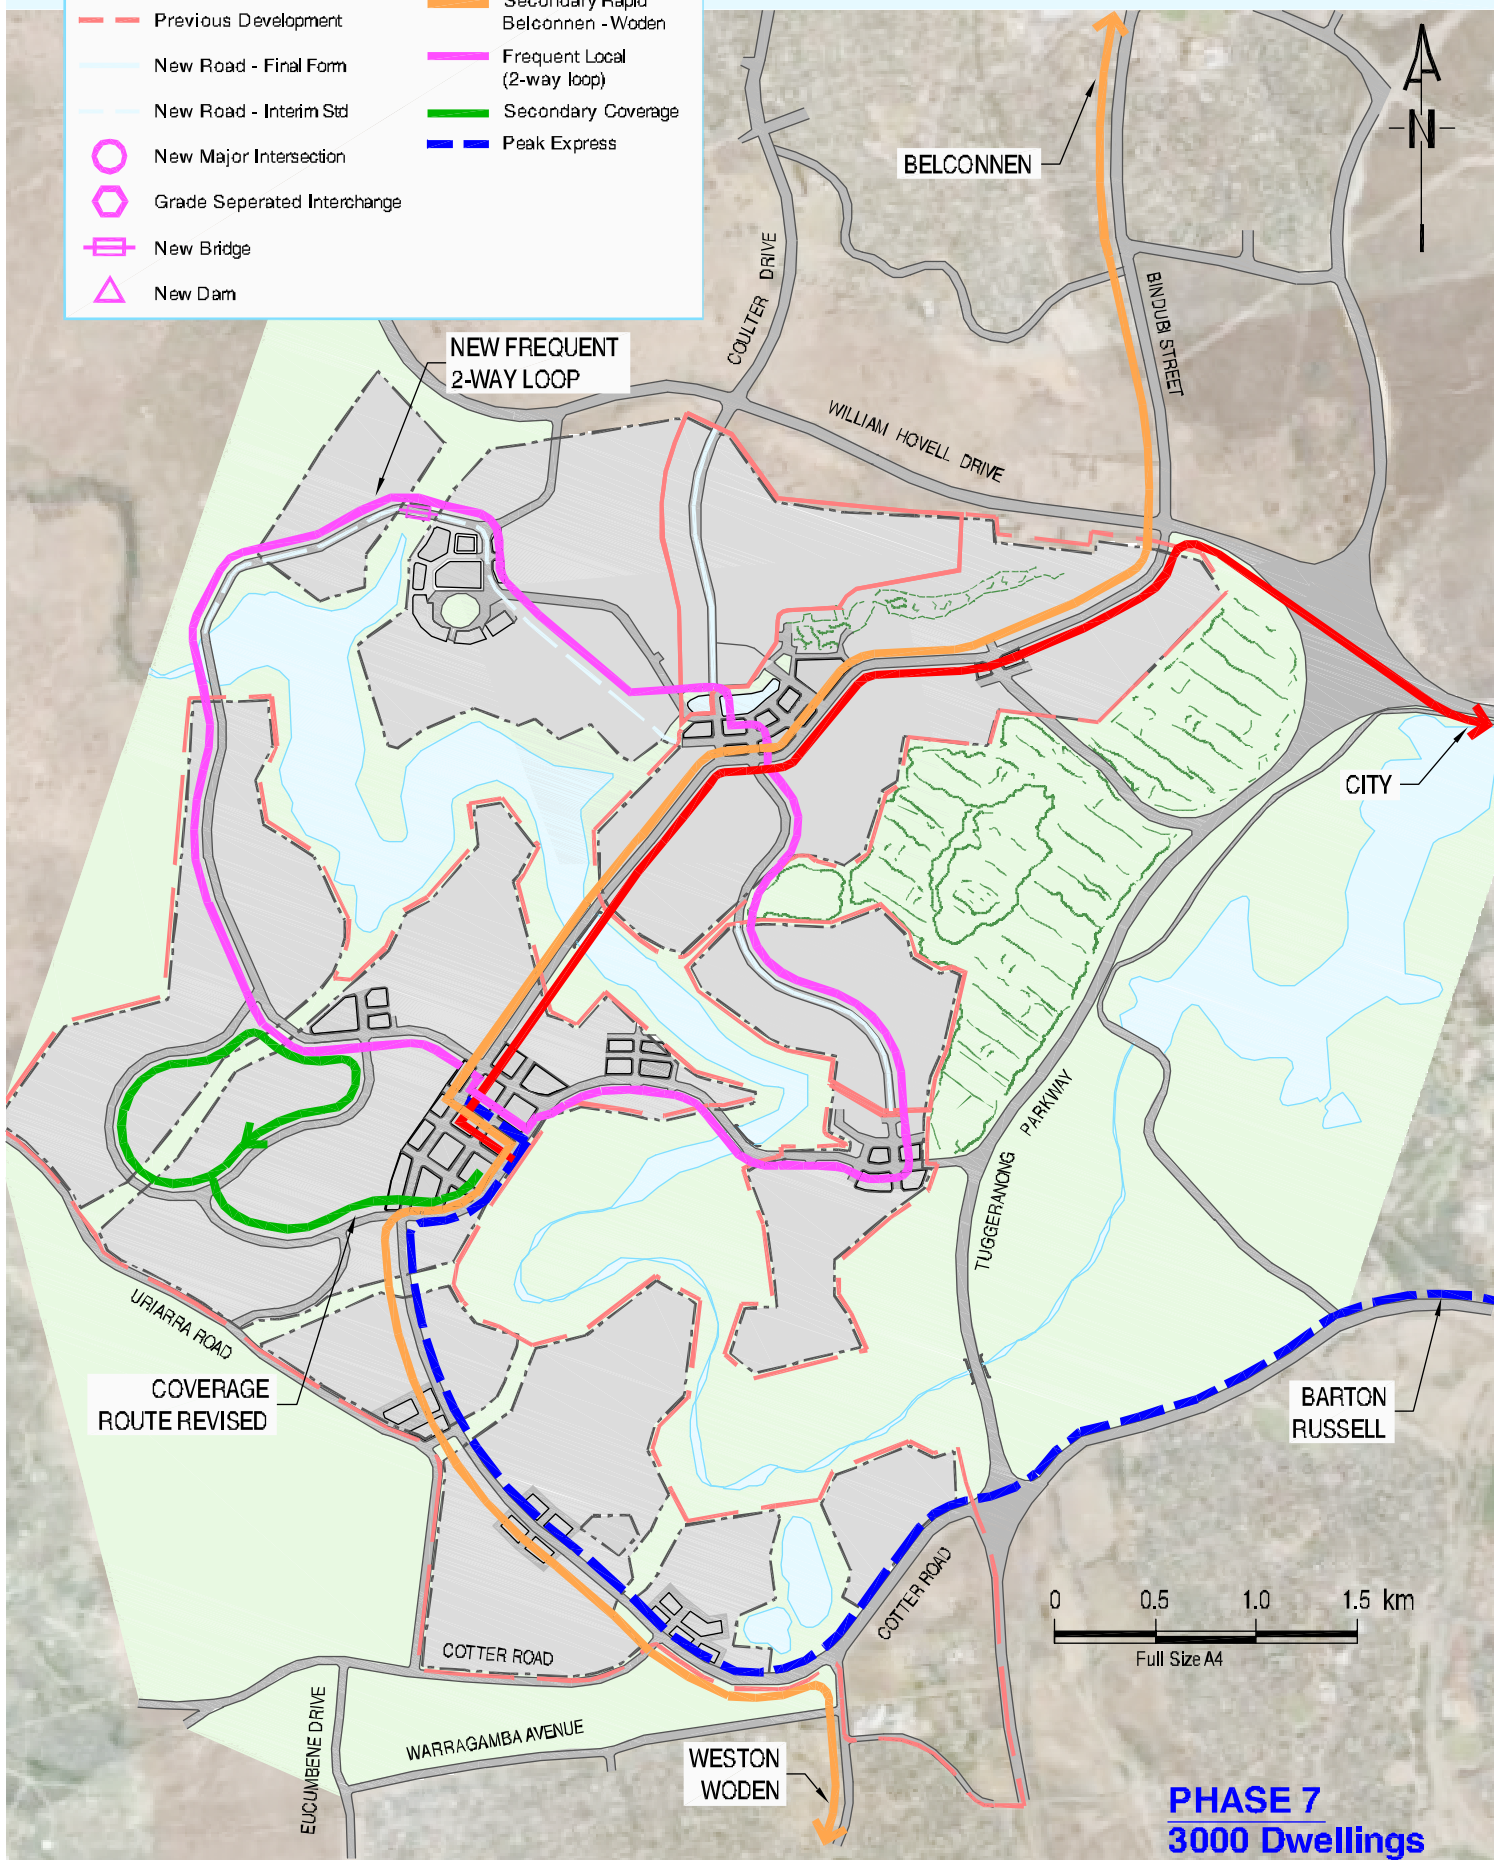 Previous Development
New Road - Final Form
New Road - Interim Std
New Major Intersection
Grade Seperated Interchange
New Bridge
New Dam
Secondary Rapid
Belconnen - Woden
Frequent Local
(2-way loop)
Secondary Coverage
Peak Express
N
BELCONNEN
COULTER DRIVE
BINDUBI STREET
NEW FREQUENT
2-WAY LOOP
WILLIAM HOVELL DRIVE
CITY
PARKWAY
TUGGERANONG
URIARRA ROAD
COVERAGE
ROUTE REVISED
BARTON
RUSSELL
COTTER ROAD
0 0.5 1.0 1.5 km
Full Size A4
COTTER ROAD
EUCUMBENE DRIVE
WARRAGAMBA AVENUE
WESTON
WODEN
PHASE 7
3000 Dwellings